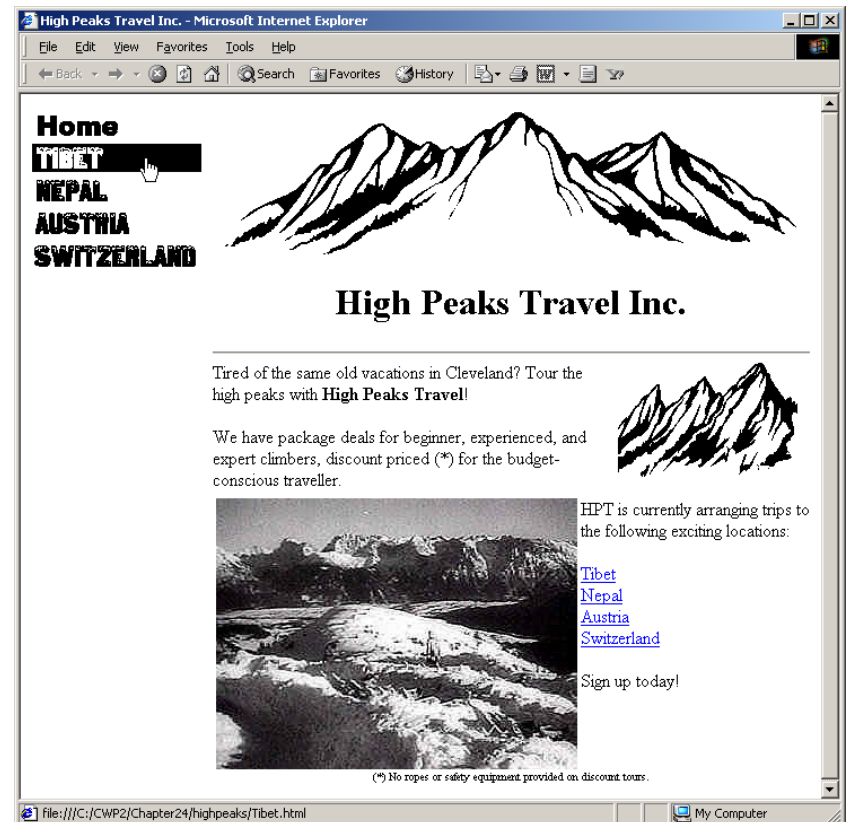 High Peaks Travel Inc. - Microsoft Internet Explorer
File Edit View Favorites Tools Help
Back Search Favorites History
Home
TIBET
NEPAL
AUSTRIA
SWITZERLAND
High Peaks Travel Inc.
Tired of the same old vacations in Cleveland? Tour the
high peaks with High Peaks Travel!
We have package deals for beginner, experienced, and
expert climbers, discount priced (*) for the budget-
conscious traveller.
HPT is currently arranging trips to
the following exciting locations:
Tibet
Nepal
Austria
Switzerland
Sign up today!
(*) No ropes or safety equipment provided on discount tours.
file:///C:/CWP2/Chapter24/highpeaks/Tibet.html My Computer